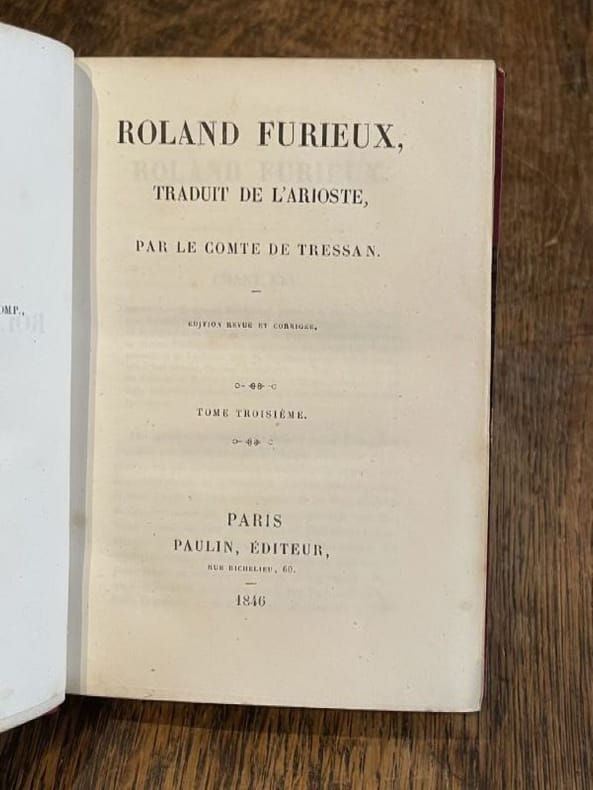 OMP.,
ROLAND FURIEUX,
TRADUIT DE L'ARIOSTE,
PAR LE COMTE DE TRESSAN.
ÉDITION REVUE ET CORRIGÉE,
TOME TROISIÈME.
PARIS
PAULIN, ÉDITEUR,
RUE RICHELIEU, 60.
1846